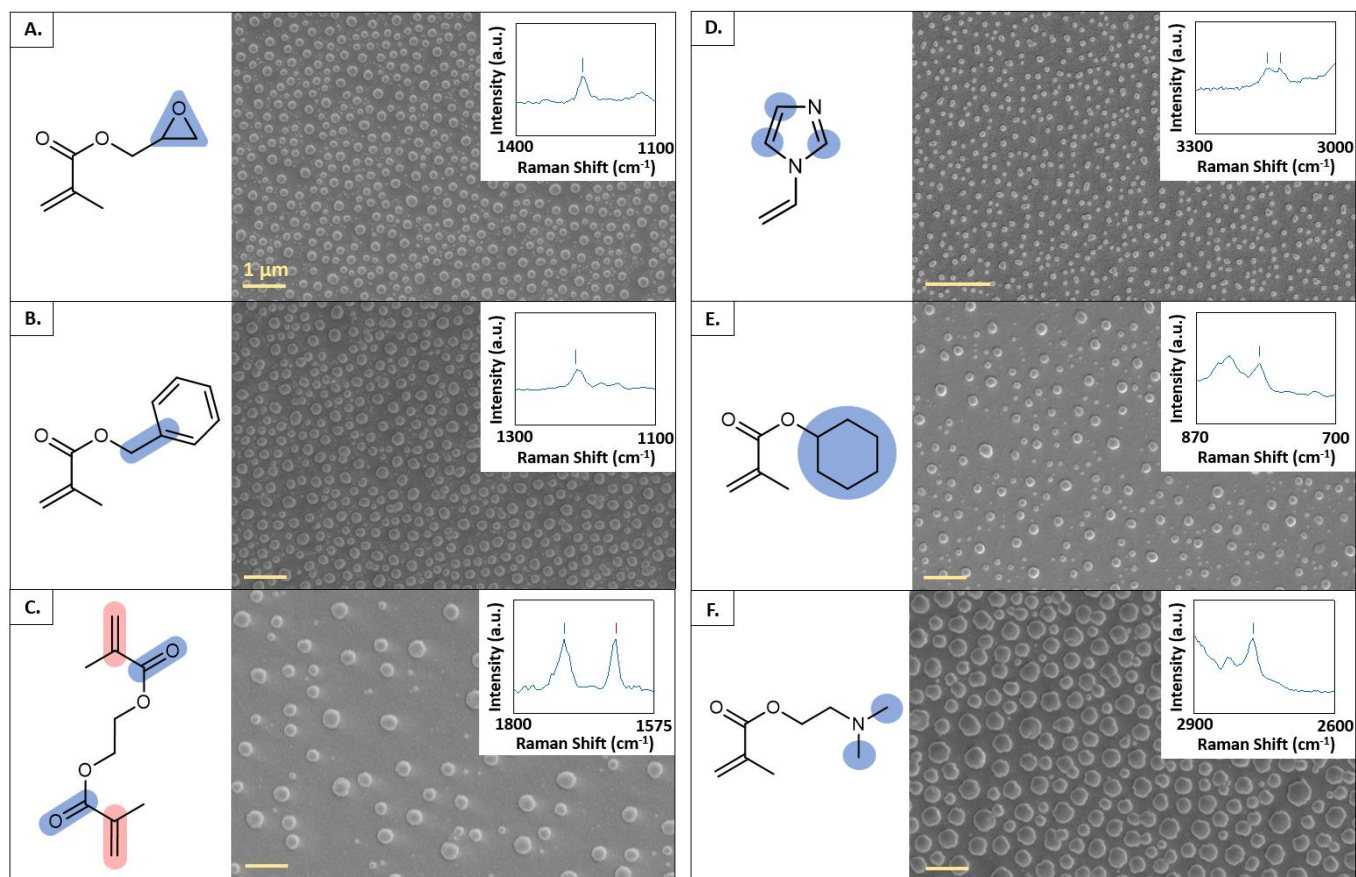 A.
O
O
O
1 μm
Intensity (a.u.)
1400
1100
Raman Shift (cm-1)
B.
O
O
Intensity (a.u.)
1300
1100
Raman Shift (cm-1)
C.
O
O
O
O
Intensity (a.u.)
1800
1575
Raman Shift (cm-1)
D.
N
N
Intensity (a.u.)
3300
3000
Raman Shift (cm-1)
E.
O
O
Intensity (a.u.)
870
700
Raman Shift (cm-1)
F.
O
O
N
Intensity (a.u.)
2900
2600
Raman Shift (cm-1)